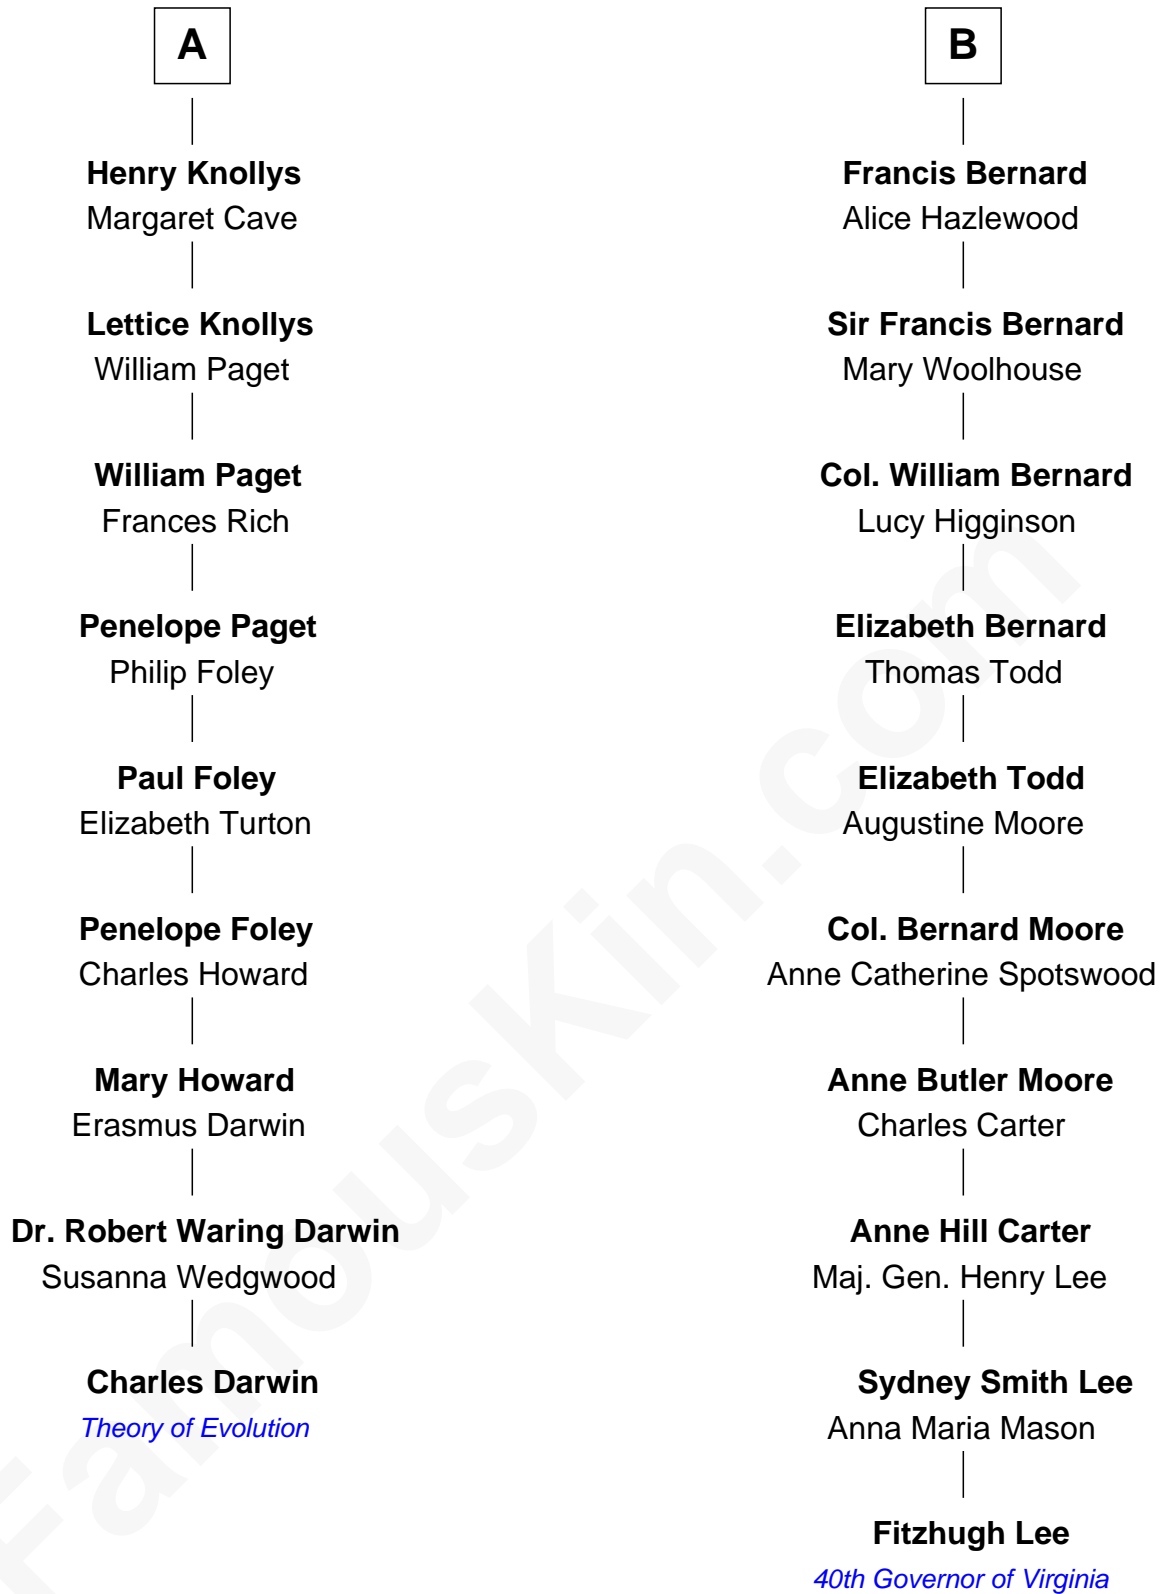 A
Henry Knollys
Margaret Cave
Lettice Knollys
William Paget
William Paget
Frances Rich
Penelope Paget
Philip Foley
Paul Foley
Elizabeth Turton
Penelope Foley
Charles Howard
Mary Howard
Erasmus Darwin
Dr. Robert Waring Darwin
Susanna Wedgwood
Charles Darwin
Theory of Evolution
B
Francis Bernard
Alice Hazlewood
Sir Francis Bernard
Mary Woolhouse
Col. William Bernard
Lucy Higginson
Elizabeth Bernard
Thomas Todd
Elizabeth Todd
Augustine Moore
Col. Bernard Moore
Anne Catherine Spotswood
Anne Butler Moore
Charles Carter
Anne Hill Carter
Maj. Gen. Henry Lee
Sydney Smith Lee
Anna Maria Mason
Fitzhugh Lee
40th Governor of Virginia
FamousKin.com